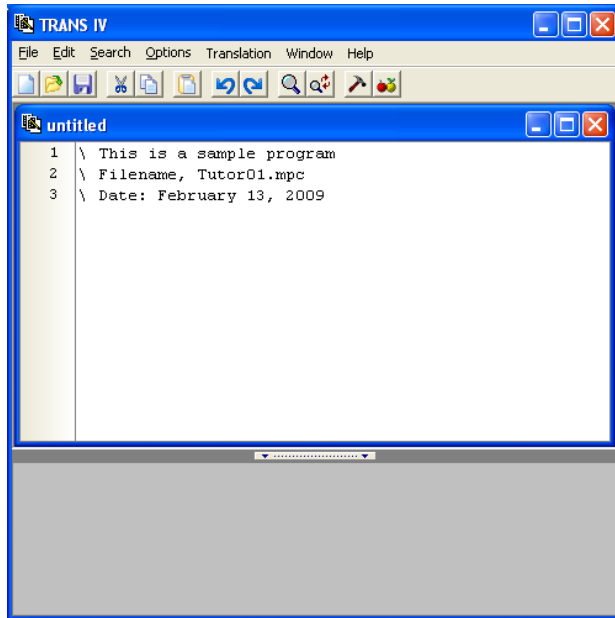 TRANS IV
File Edit Search Options Translation Window Help
untitled
1 \ This is a sample program
2 \ Filename, Tutor01.mpc
3 \ Date: February 13, 2009